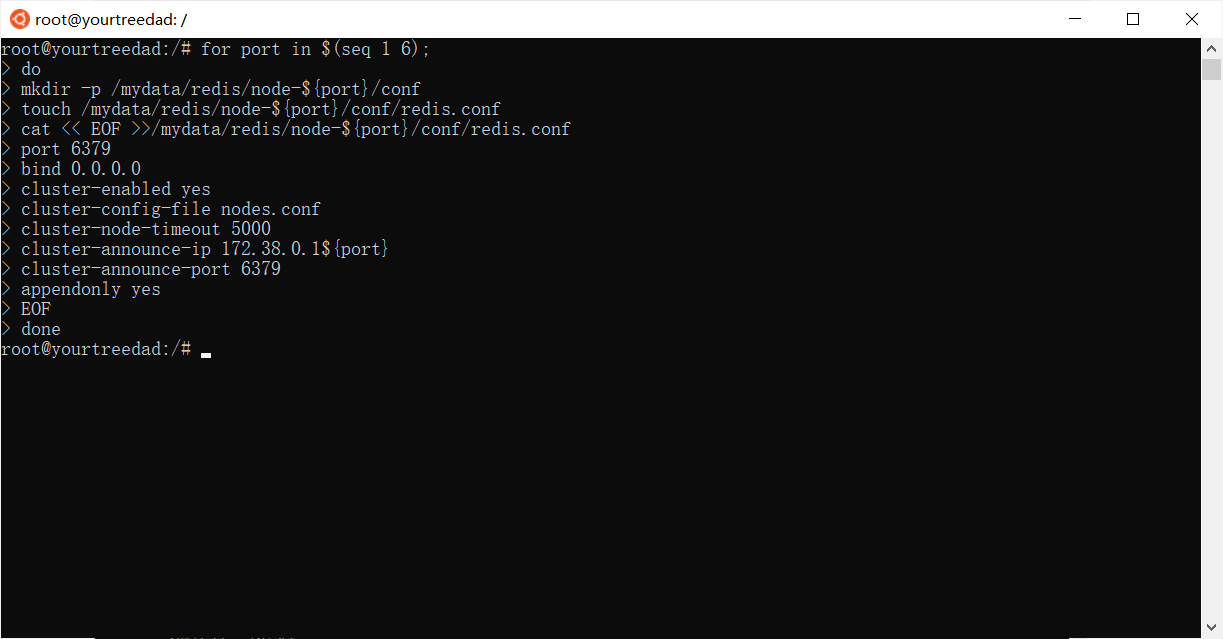 root@yourtreedad: /
root@yourtreedad:/# for port in $(seq 1 6);
> do
> mkdir -p /mydata/redis/node-${port}/conf
> touch /mydata/redis/node-${port}/conf/redis.conf
> cat << EOF >>/mydata/redis/node-${port}/conf/redis.conf
> port 6379
> bind 0.0.0.0
> cluster-enabled yes
> cluster-config-file nodes.conf
> cluster-node-timeout 5000
> cluster-announce-ip 172.38.0.1${port}
> cluster-announce-port 6379
> appendonly yes
> EOF
> done
root@yourtreedad:/#